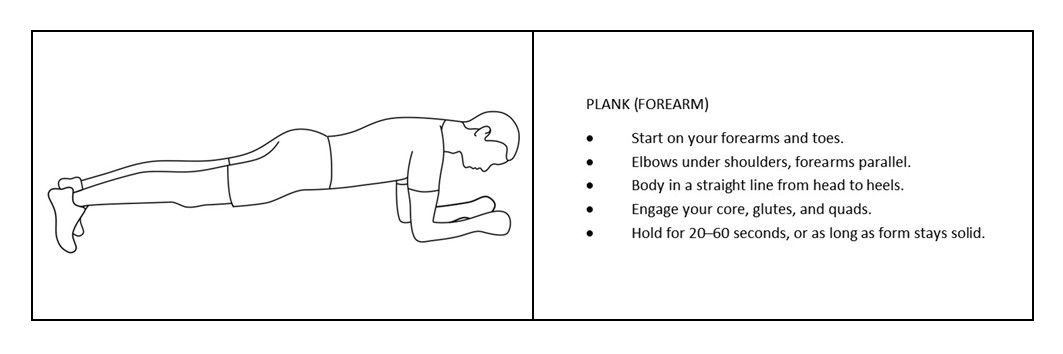 PLANK (FOREARM)
• Start on your forearms and toes.
• Elbows under shoulders, forearms parallel.
• Body in a straight line from head to heels.
• Engage your core, glutes, and quads.
• Hold for 20–60 seconds, or as long as form stays solid.